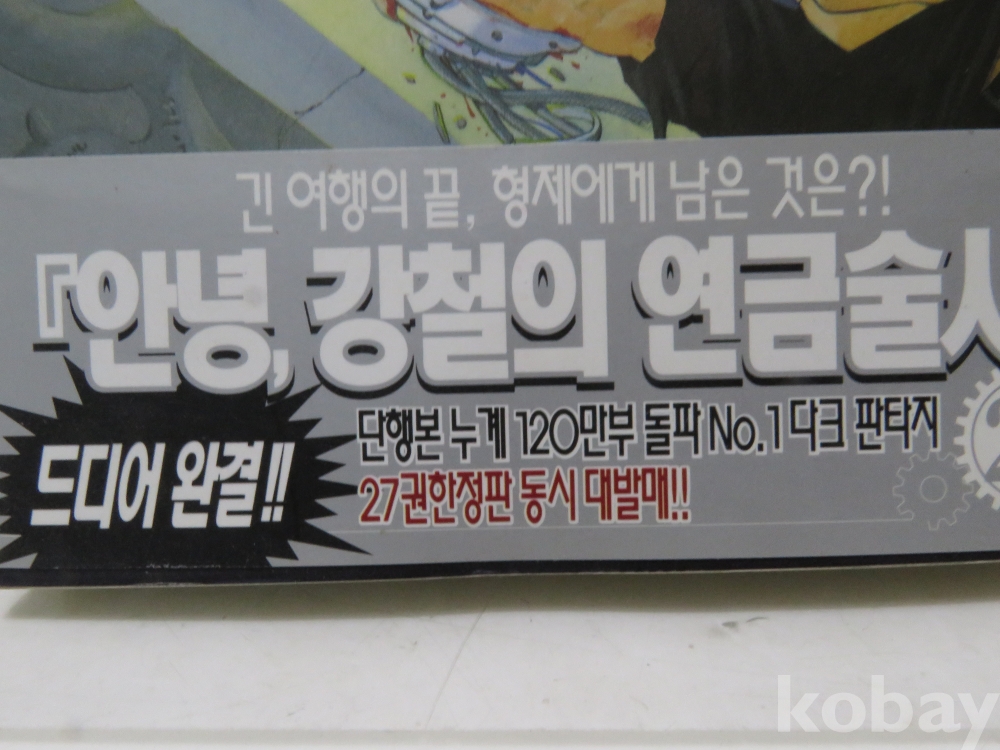 긴 여행의 끝, 형제에게 남은 것은?!
『안녕, 강철의 연금술사
드디어 완결!!
단행본 누계 120만부 돌파 No.1 다크 판타지
27권한정판 동시 대발매!!
kobay